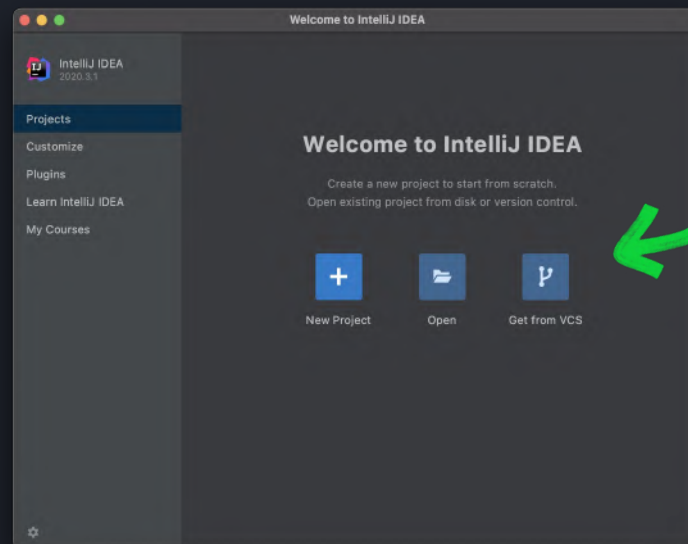 Welcome to IntelliJ IDEA
IntelliJ IDEA
2020.3.1
Projects
Customize
Plugins
Learn IntelliJ IDEA
My Courses
Welcome to IntelliJ IDEA
Create a new project to start from scratch.
Open existing project from disk or version control.
New Project
Open
Get from VCS